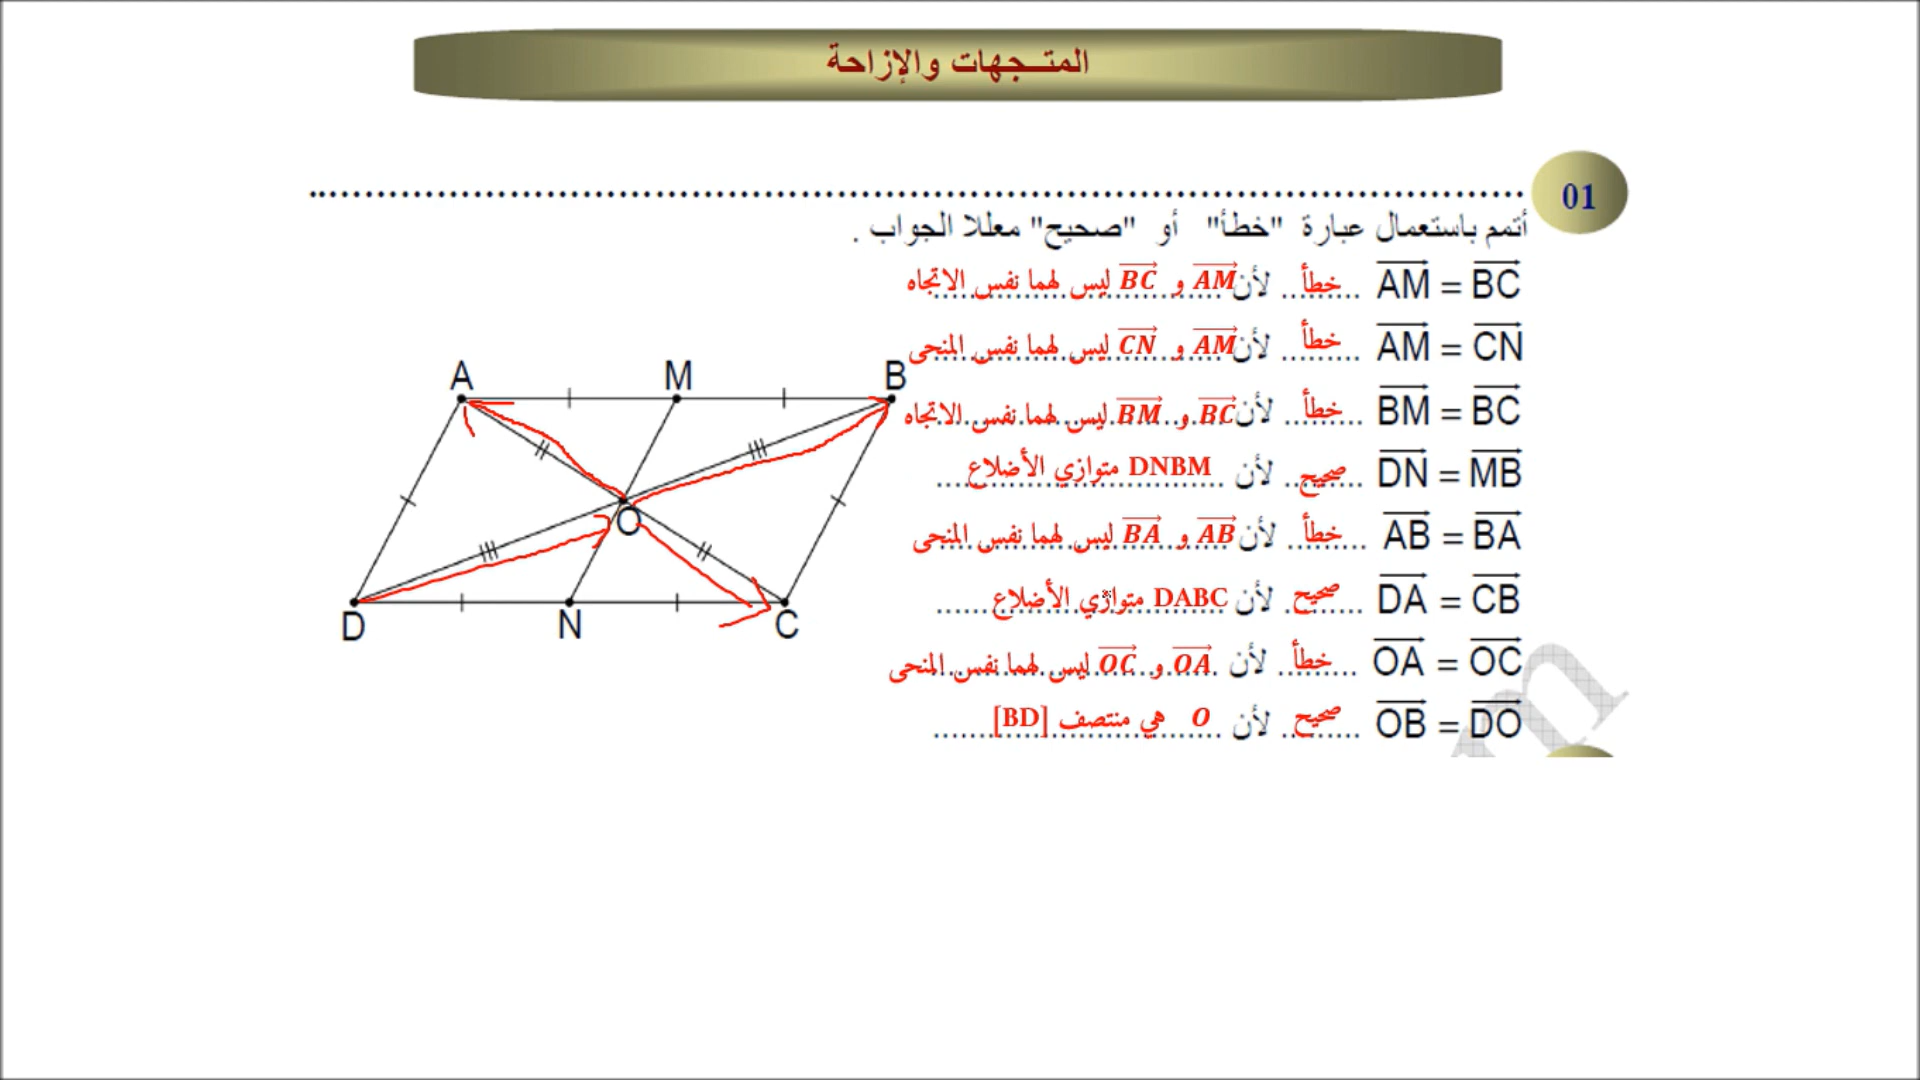 المتـجهات والإزاحة
01
أتمم باستعمال عبارة "خطأ" أو "صحيح" معللا الجواب .
AM = BC ... خطأ ... لأن AM و BC ليس لهما نفس الاتجاه
AM = CN ... خطأ ... لأن AM و CN ليس لهما نفس المنحى
BM = BC ... خطأ ... لأن BC و BM ليس لهما نفس الاتجاه
DN = MB ... صحيح ... لأن DNBM متوازي الأضلاع
AB = BA ... خطأ ... لأن AB و BA ليس لهما نفس المنحى
DA = CB ... صحيح ... لأن DABC متوازي الأضلاع
OA = OC ... خطأ ... لأن OA و OC ليس لهما نفس المنحى
OB = DO ... صحيح ... لأن O هي منتصف [BD]
A M B
O
D N C